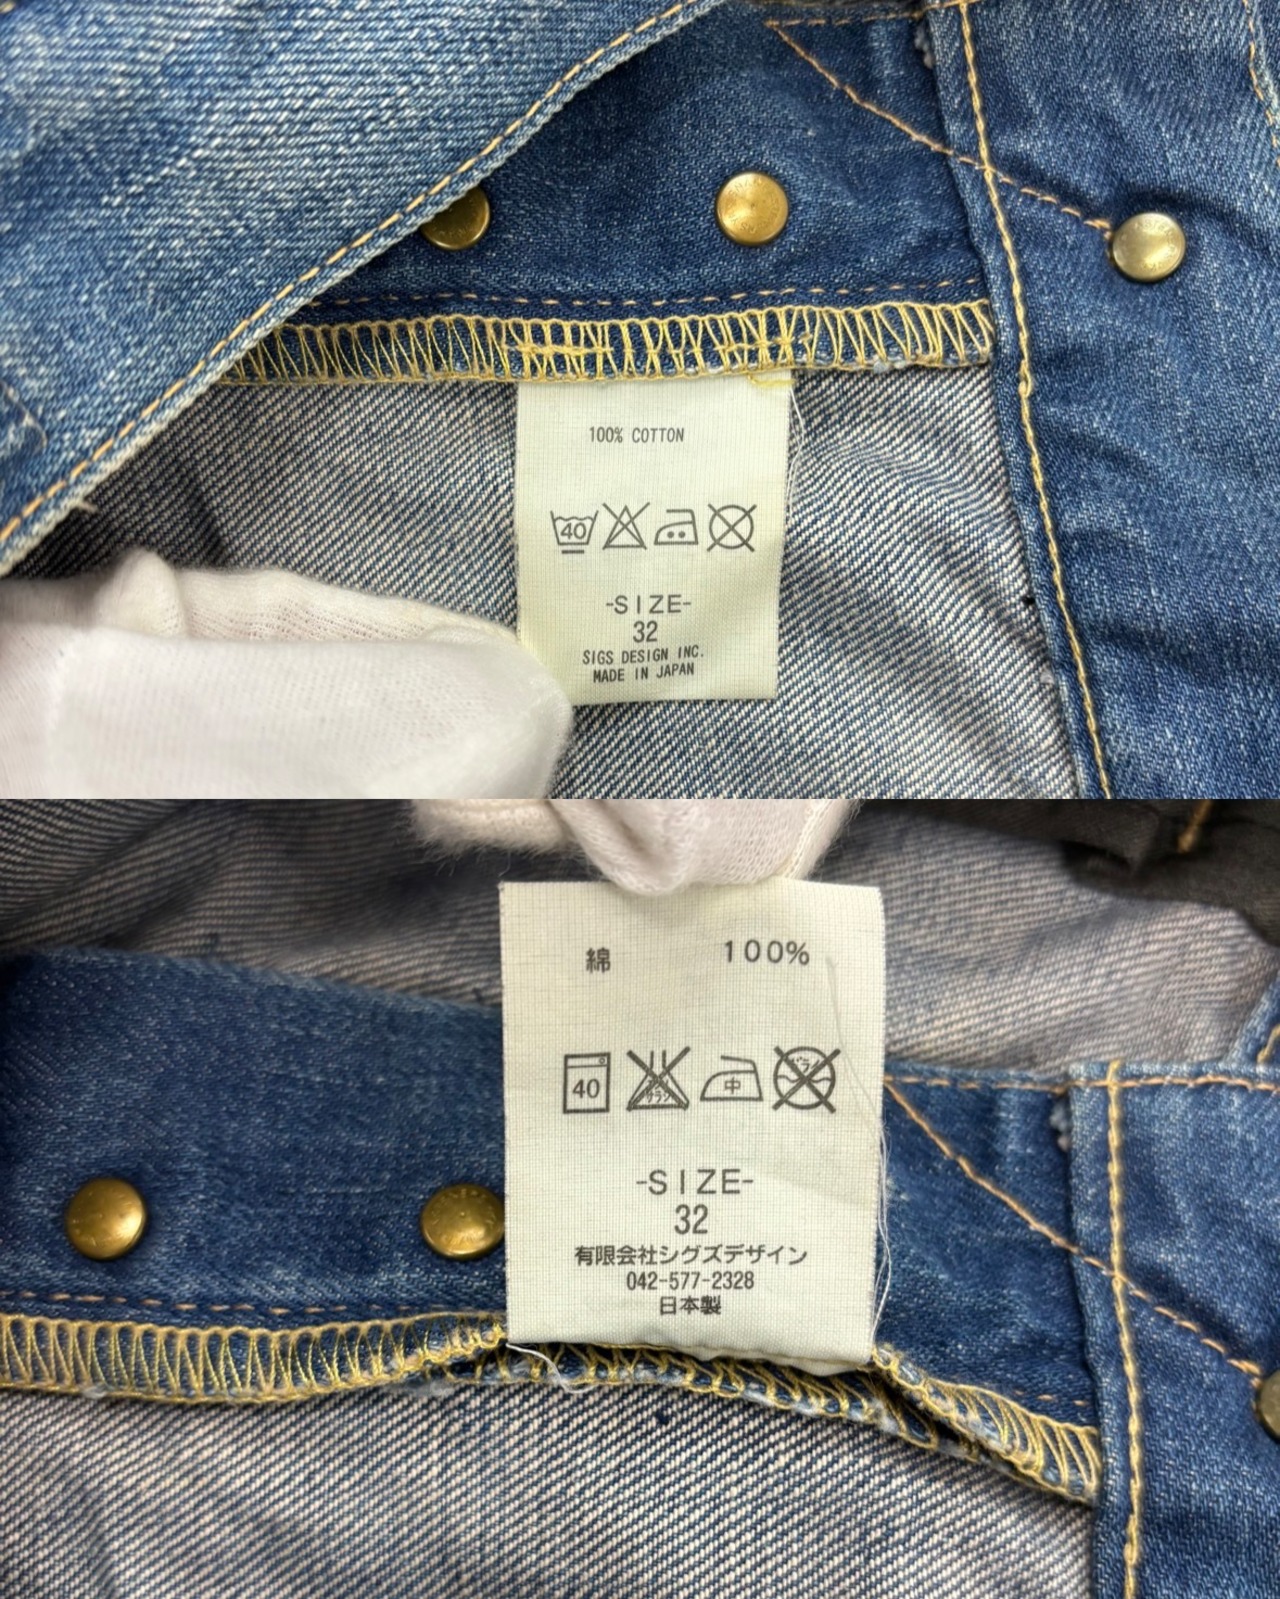 100% COTTON
40
-SIZE-
32
SIGS DESIGN INC.
MADE IN JAPAN
綿 100%
40 中
-SIZE-
32
有限会社シグズデザイン
042-577-2328
日本製